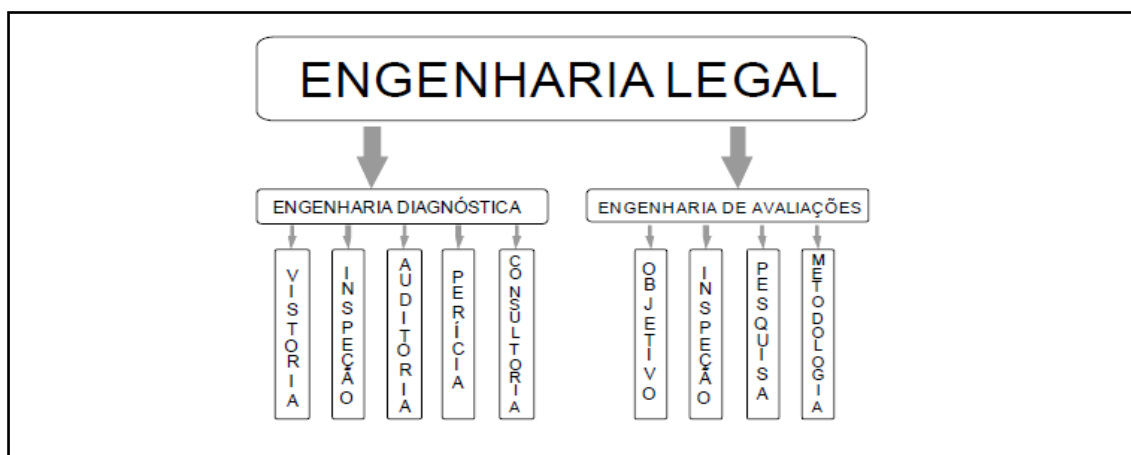 ENGENHARIA LEGAL
ENGENHARIA DIAGNÓSTICA
ENGENHARIA DE AVALIAÇÕES
VISTORIA
INSPEÇÃO
AUDITORIA
PERÍCIA
CONSULTORIA
OBJETIVO
INSPEÇÃO
PESQUISA
METODOLOGIA